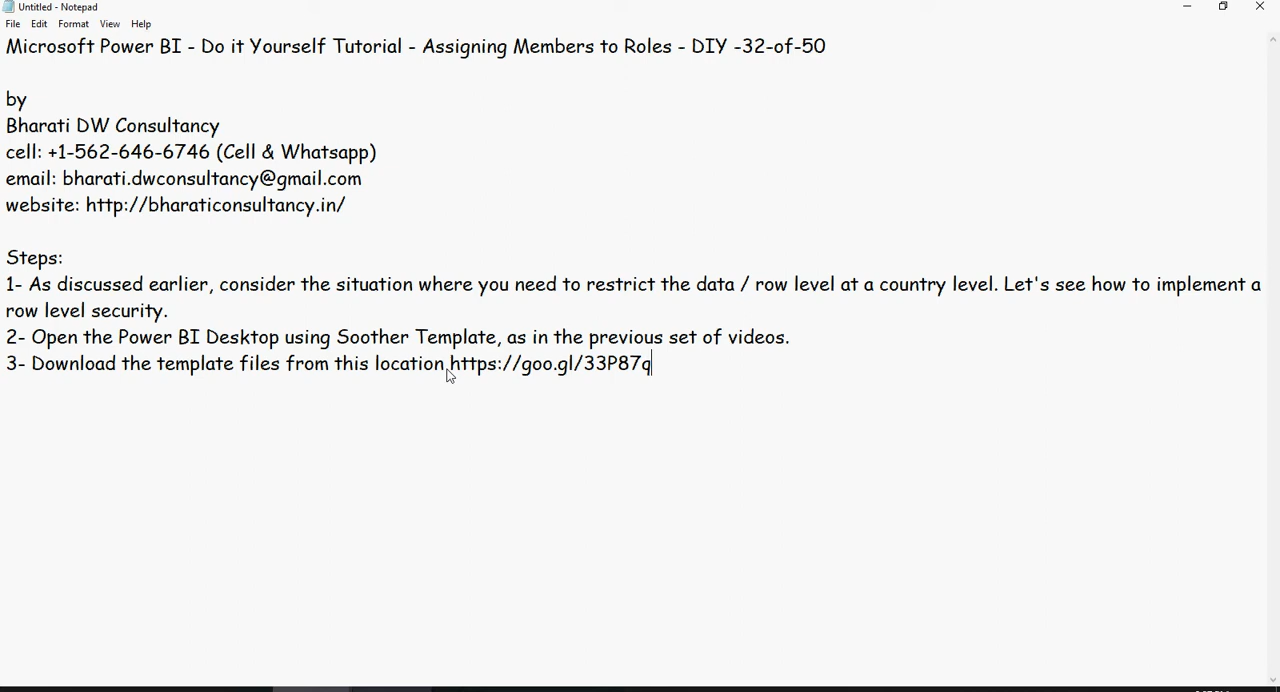 Untitled - Notepad
File Edit Format View Help
Microsoft Power BI - Do it Yourself Tutorial - Assigning Members to Roles - DIY -32-of-50
by
Bharati DW Consultancy
cell: +1-562-646-6746 (Cell & Whatsapp)
email: bharati.dwconsultancy@gmail.com
website: http://bharaticonsultancy.in/
Steps:
1- As discussed earlier, consider the situation where you need to restrict the data / row level at a country level. Let's see how to implement a
row level security.
2- Open the Power BI Desktop using Soother Template, as in the previous set of videos.
3- Download the template files from this location https://goo.gl/33P87q